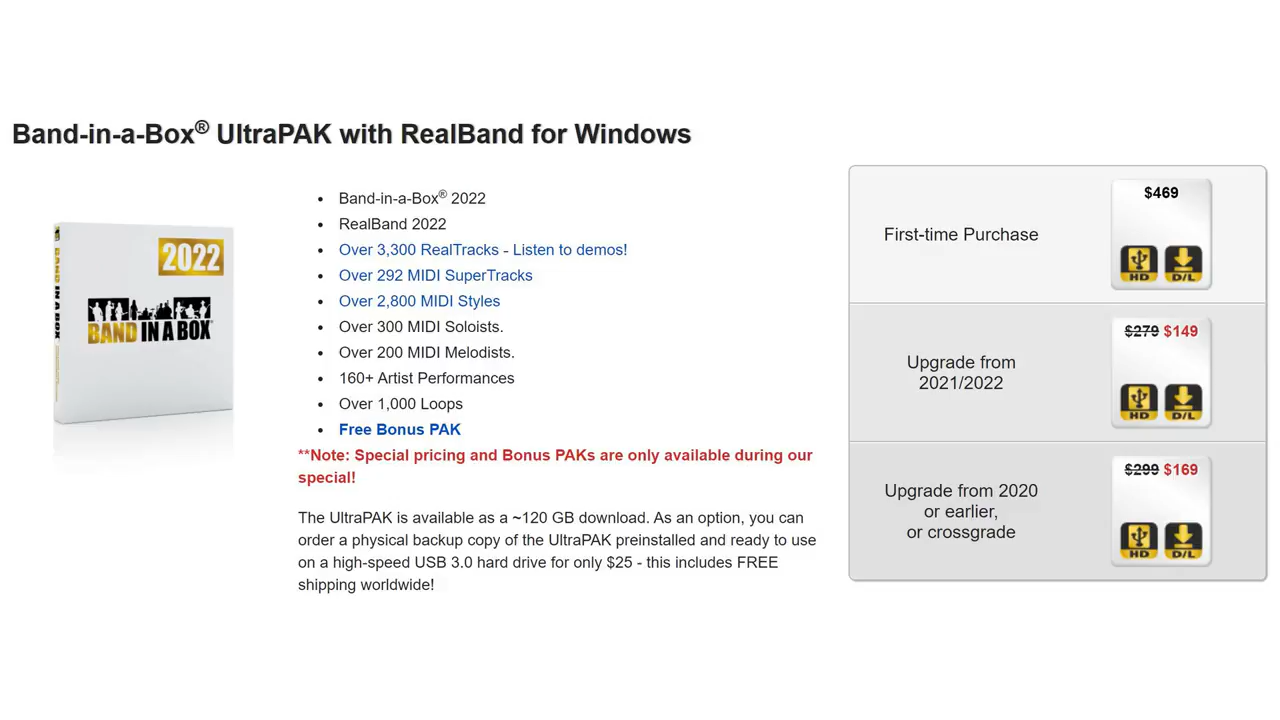 Band-in-a-Box® UltraPAK with RealBand for Windows
2022
BAND IN A BOX
BAND IN A BOX®
• Band-in-a-Box® 2022
• RealBand 2022
• Over 3,300 RealTracks - Listen to demos!
• Over 292 MIDI SuperTracks
• Over 2,800 MIDI Styles
• Over 300 MIDI Soloists.
• Over 200 MIDI Melodists.
• 160+ Artist Performances
• Over 1,000 Loops
• Free Bonus PAK
**Note: Special pricing and Bonus PAKs are only available during our
special!
The UltraPAK is available as a ~120 GB download. As an option, you can
order a physical backup copy of the UltraPAK preinstalled and ready to use
on a high-speed USB 3.0 hard drive for only $25 - this includes FREE
shipping worldwide!
First-time Purchase
$469
HD D/L
Upgrade from
2021/2022
$279 $149
HD D/L
Upgrade from 2020
or earlier,
or crossgrade
$299 $169
HD D/L